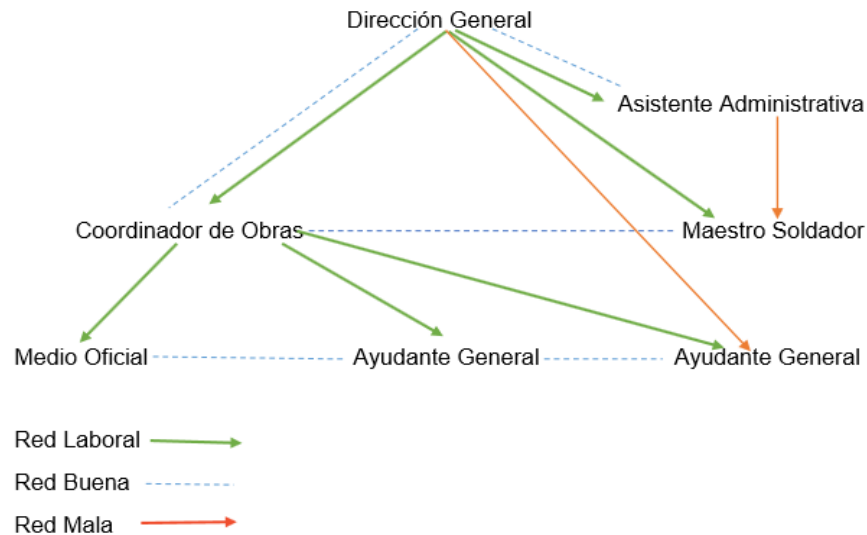 Dirección General
Asistente Administrativa
Coordinador de Obras
Maestro Soldador
Medio Oficial
Ayudante General
Ayudante General
Red Laboral
Red Buena
Red Mala